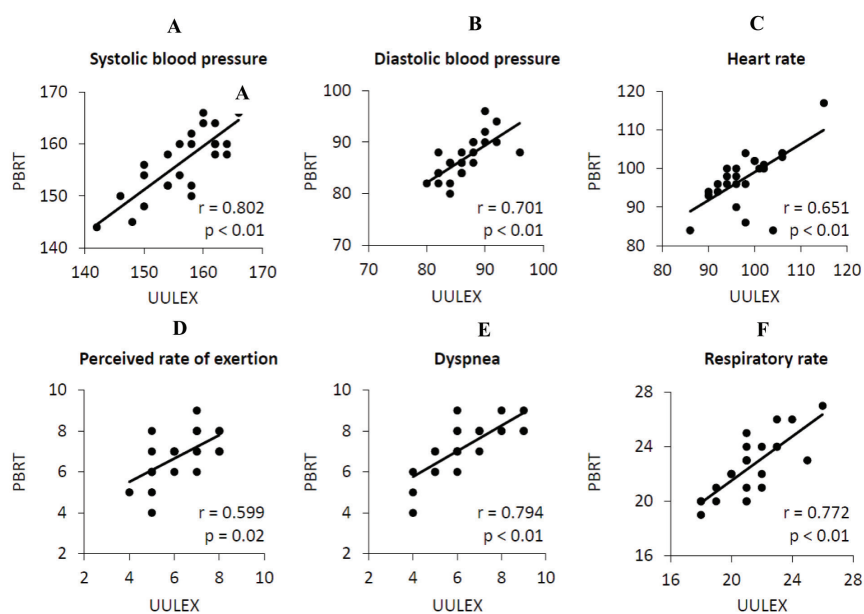 A
Systolic blood pressure
170
160
150
140
PBRT
A
r = 0.802
p < 0.01
140
150
160
170
UULEX
B
Diastolic blood pressure
100
90
80
70
PBRT
r = 0.701
p < 0.01
70
80
90
100
UULEX
C
Heart rate
120
110
100
90
80
PBRT
r = 0.651
p < 0.01
80
90
100
110
120
UULEX
D
Perceived rate of exertion
10
8
6
4
2
PBRT
r = 0.599
p = 0.02
2
4
6
8
10
UULEX
E
Dyspnea
10
8
6
4
2
PBRT
r = 0.794
p < 0.01
2
4
6
8
10
UULEX
F
Respiratory rate
28
24
20
16
PBRT
r = 0.772
p < 0.01
16
20
24
28
UULEX